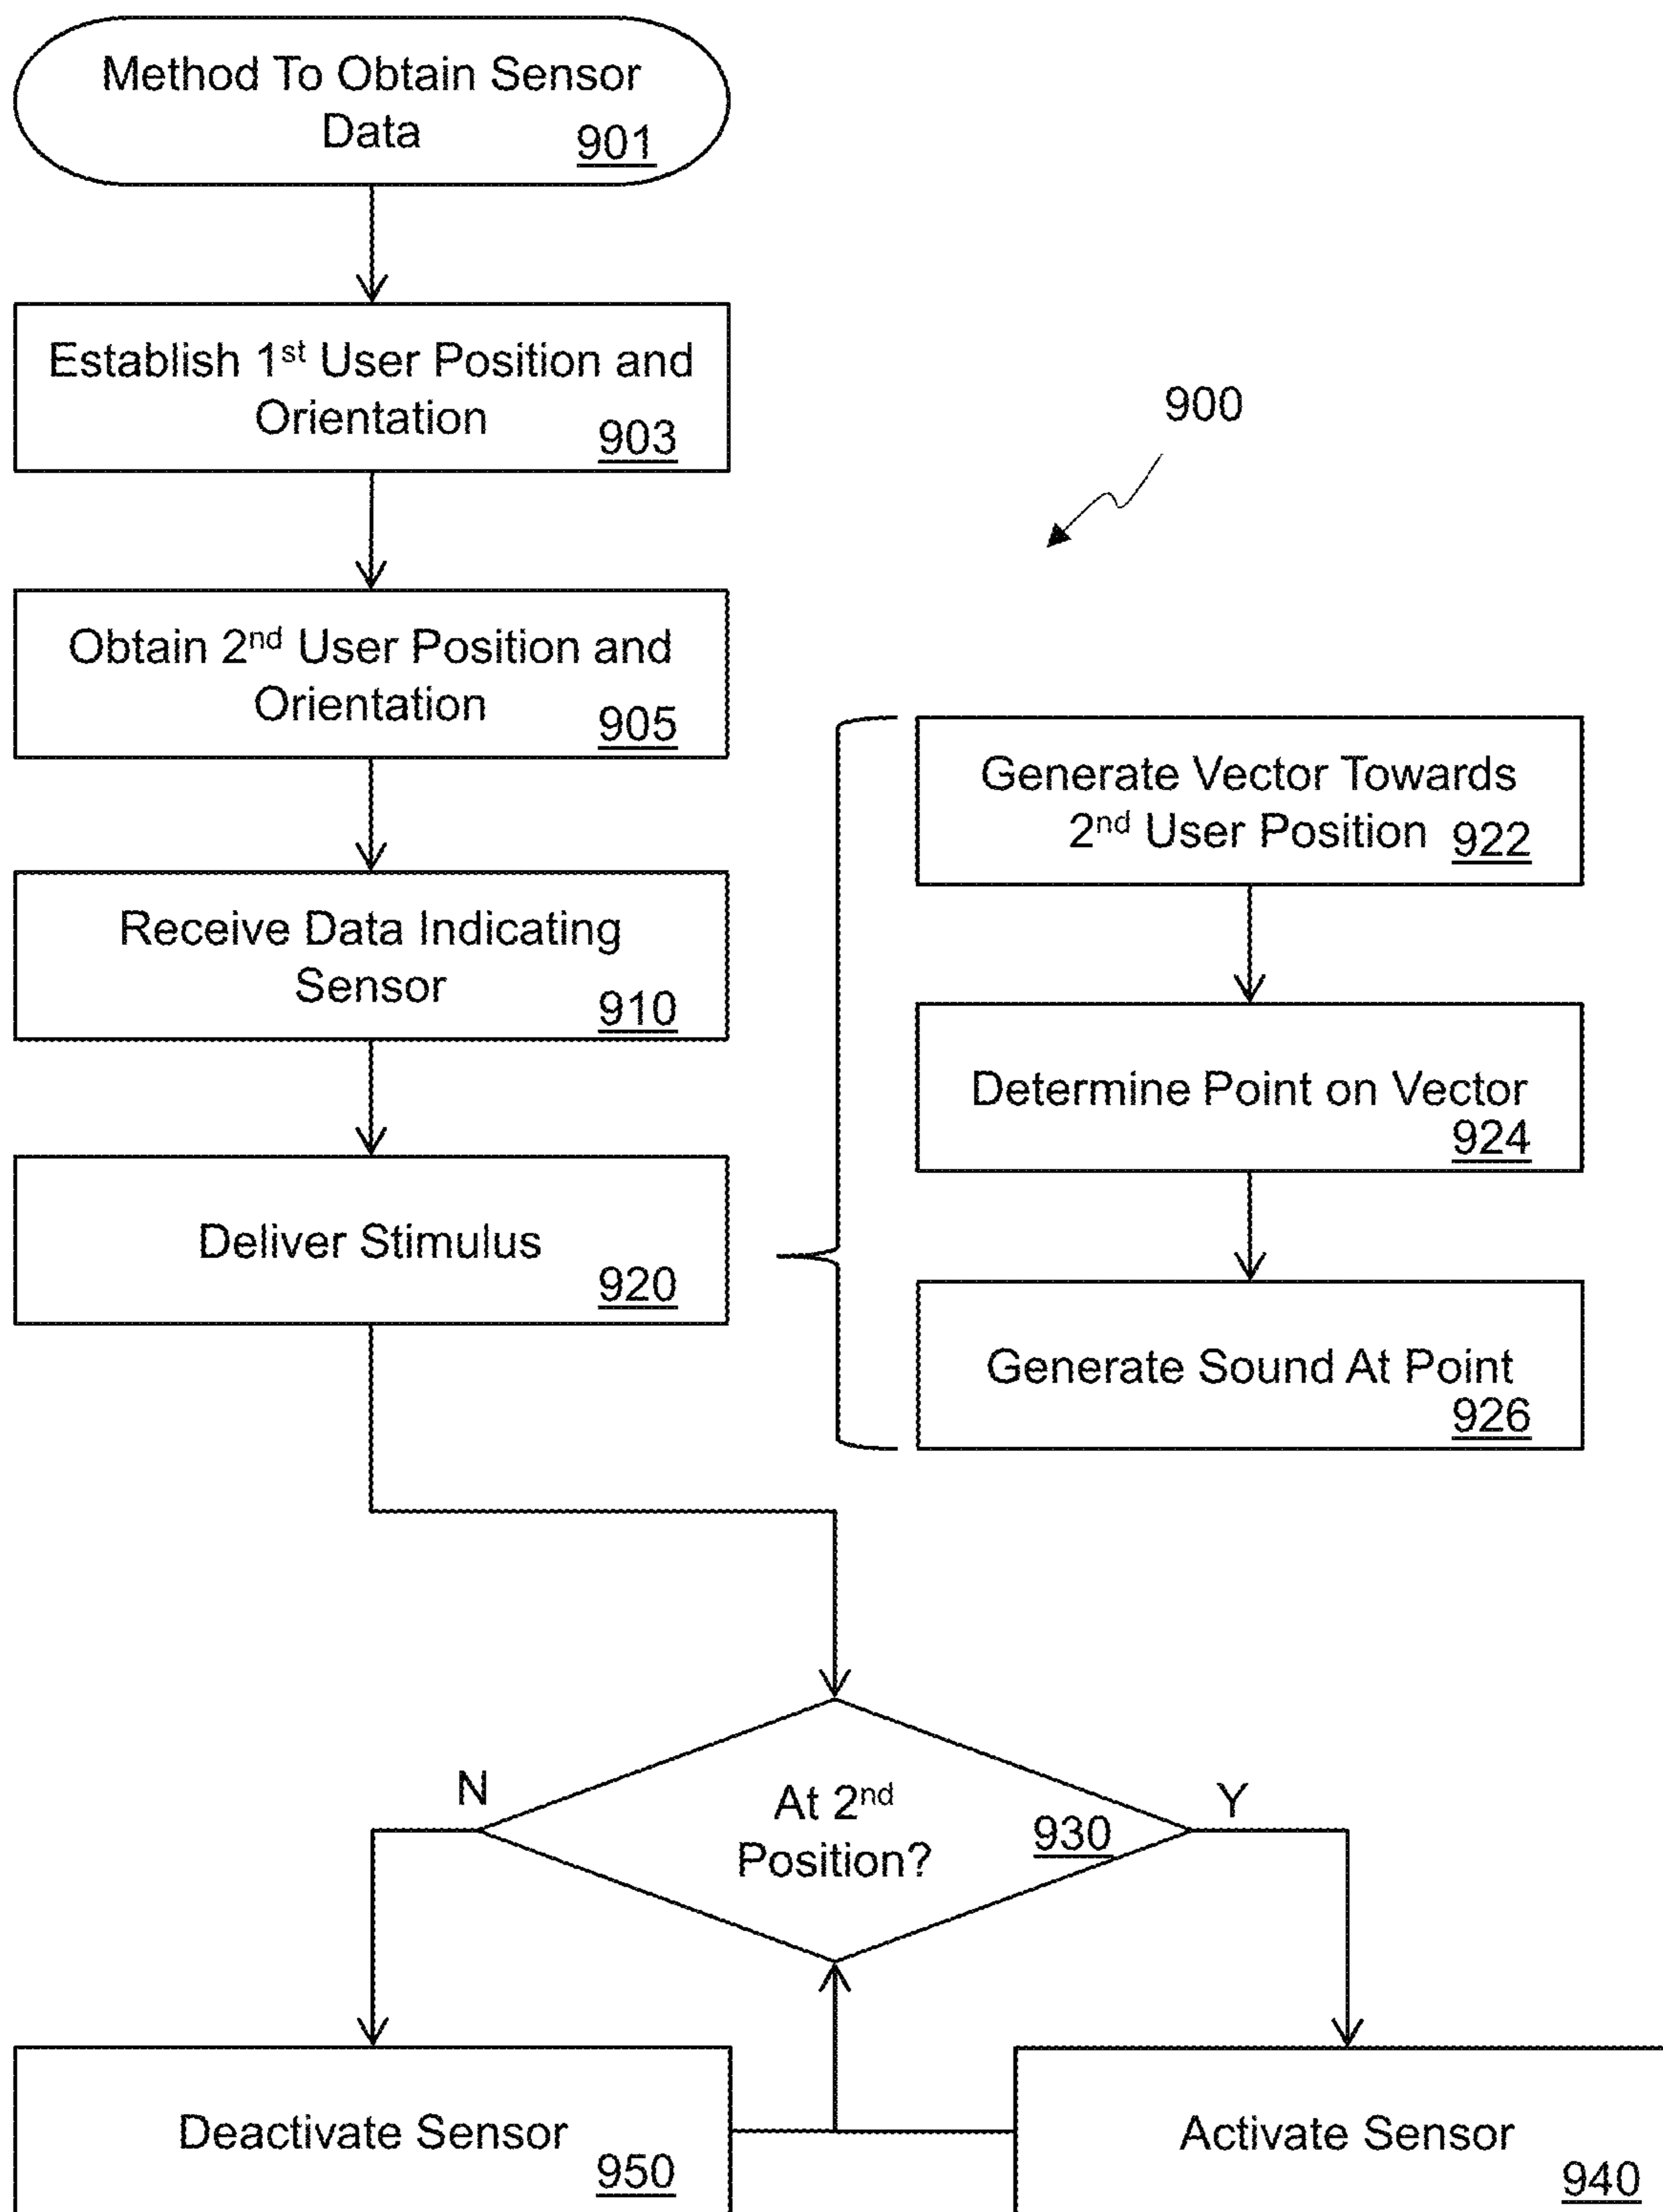 Method To Obtain Sensor
Data 901
Establish 1st User Position and
Orientation 903
900
Obtain 2nd User Position and
Orientation 905
Generate Vector Towards
2nd User Position 922
Receive Data Indicating
Sensor 910
Determine Point on Vector
924
Deliver Stimulus
920
Generate Sound At Point
926
N
Y
At 2nd
Position? 930
Deactivate Sensor
950
Activate Sensor
940